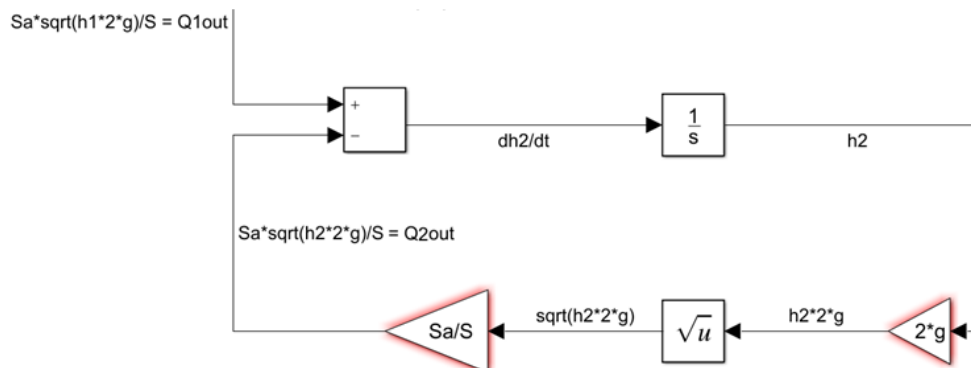 Sa*sqrt(h1*2*g)/S = Q1out
+
−
dh2/dt
1
s
h2
Sa*sqrt(h2*2*g)/S = Q2out
Sa/S
sqrt(h2*2*g)
√u
h2*2*g
2*g